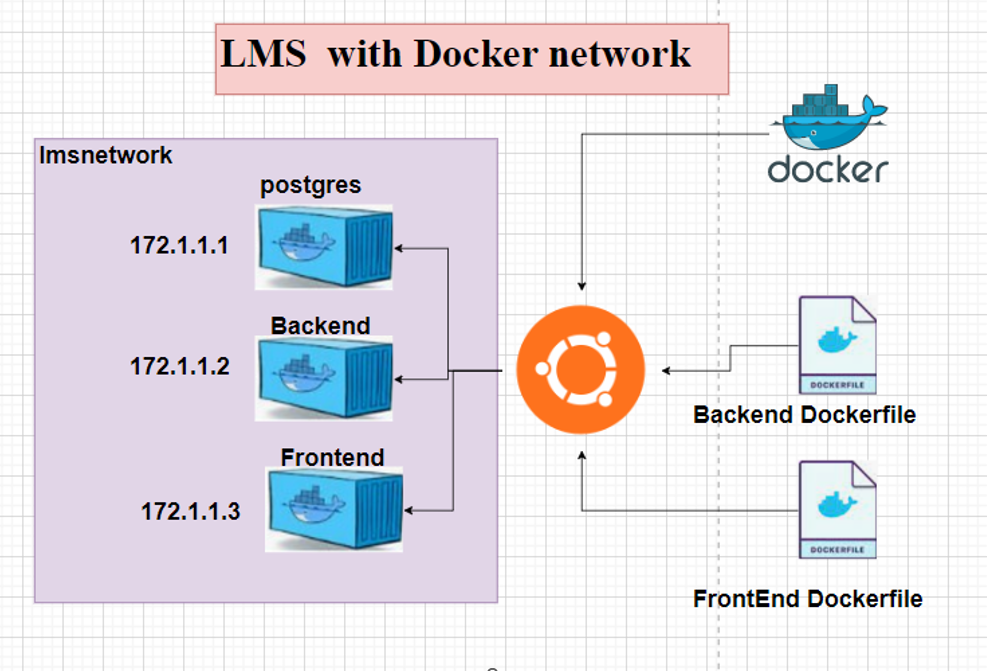 LMS with Docker network
docker
lmsnetwork
postgres
172.1.1.1
Backend
172.1.1.2
Frontend
172.1.1.3
DOCKERFILE
Backend Dockerfile
DOCKERFILE
FrontEnd Dockerfile